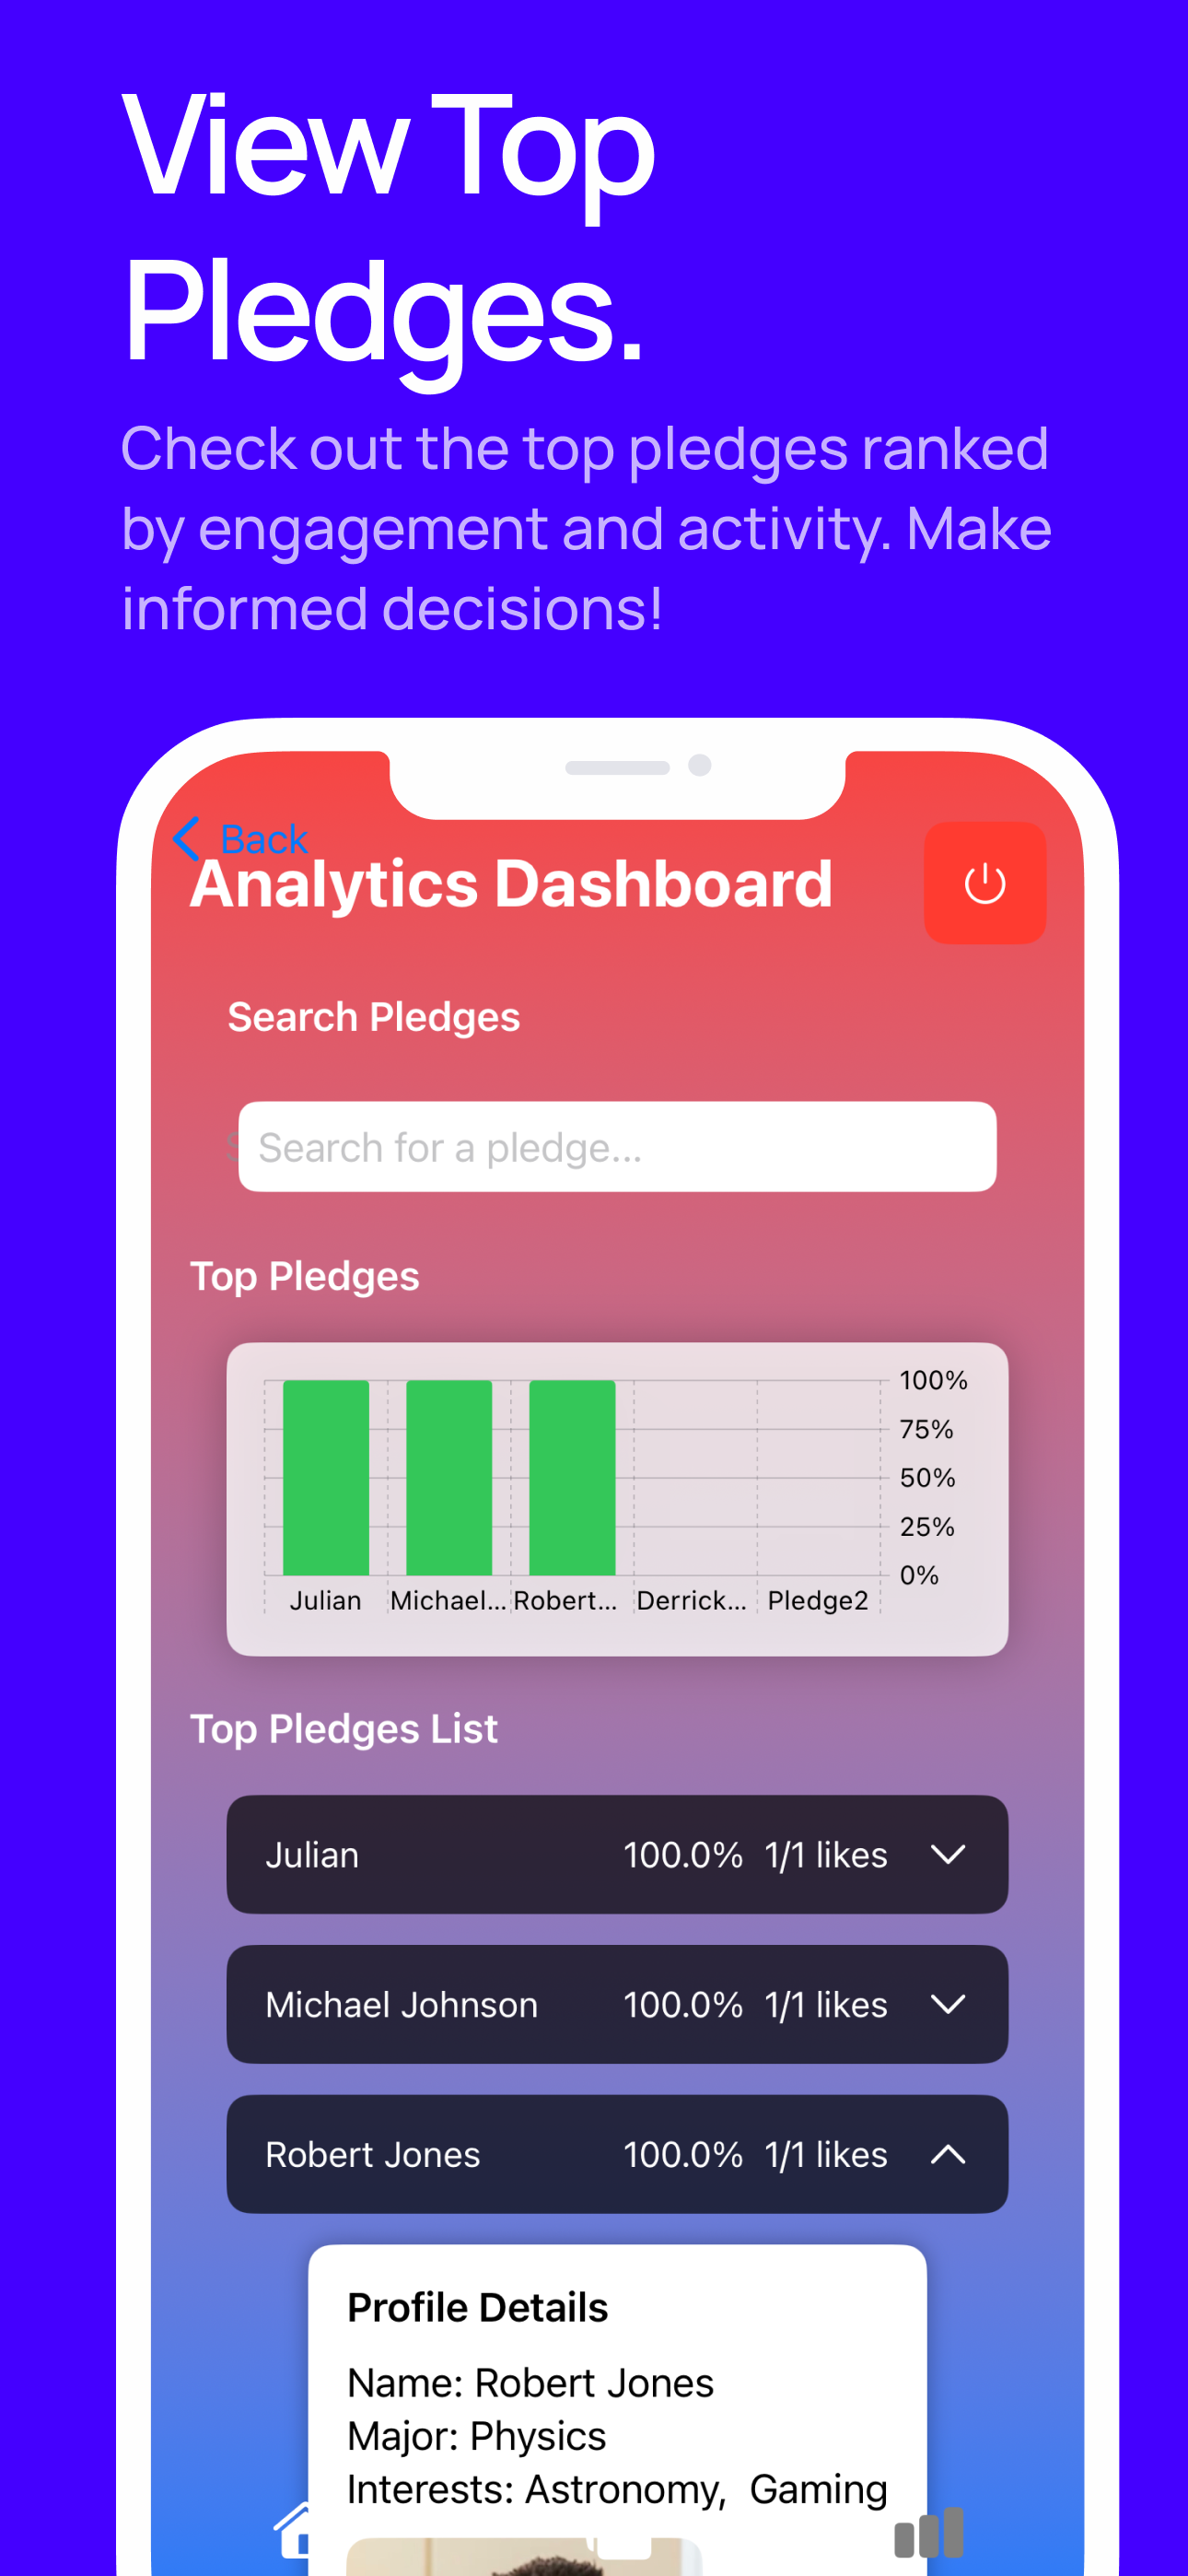 View Top
Pledges.
Check out the top pledges ranked
by engagement and activity. Make
informed decisions!
Back
Analytics Dashboard
Search Pledges
Search for a pledge...
Top Pledges
100%
75%
50%
25%
0%
Julian Michael... Robert... Derrick... Pledge2
Top Pledges List
Julian 100.0% 1/1 likes
Michael Johnson 100.0% 1/1 likes
Robert Jones 100.0% 1/1 likes
Profile Details
Name: Robert Jones
Major: Physics
Interests: Astronomy, Gaming